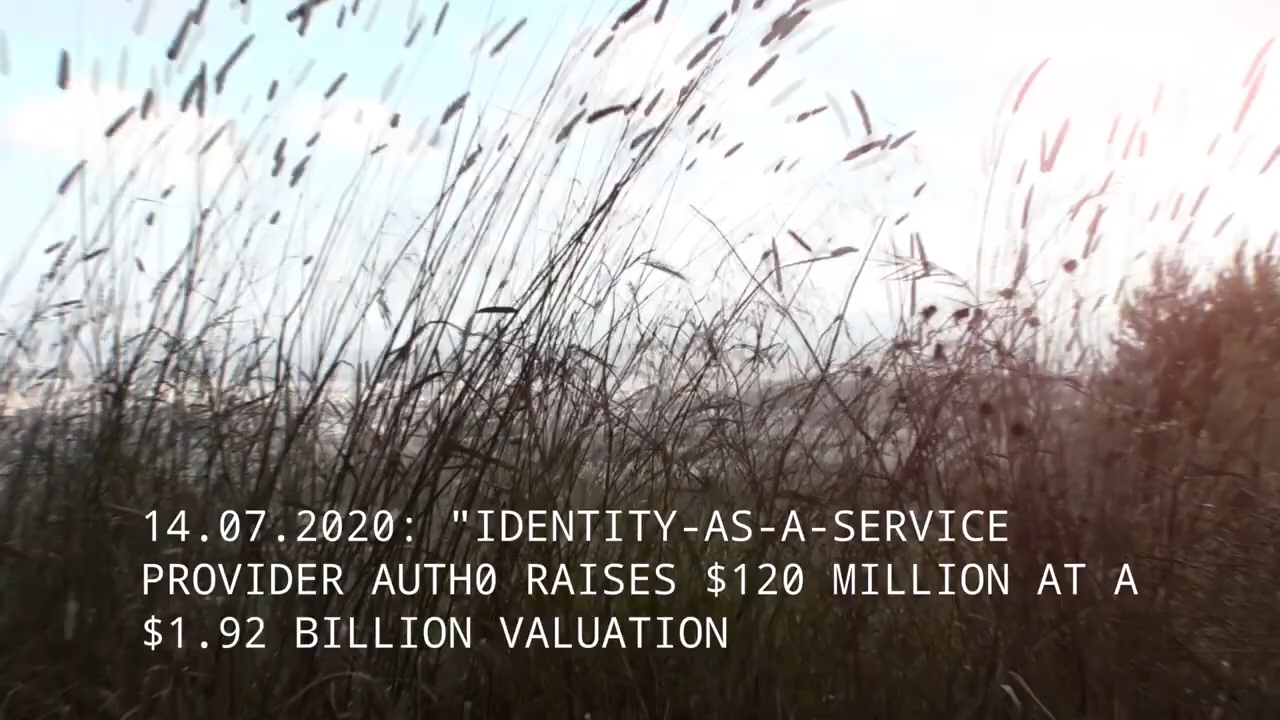 14.07.2020: "IDENTITY-AS-A-SERVICE
PROVIDER AUTH0 RAISES $120 MILLION AT A
$1.92 BILLION VALUATION